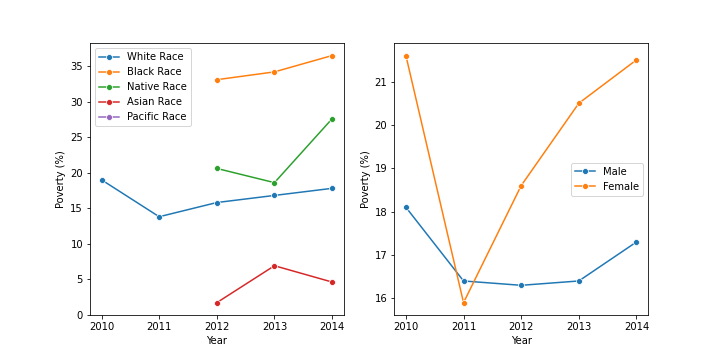 White Race
Black Race
Native Race
Asian Race
Pacific Race
Poverty (%)
35
30
25
20
15
10
5
0
2010 2011 2012 2013 2014
Year
Male
Female
Poverty (%)
21
20
19
18
17
16
2010 2011 2012 2013 2014
Year